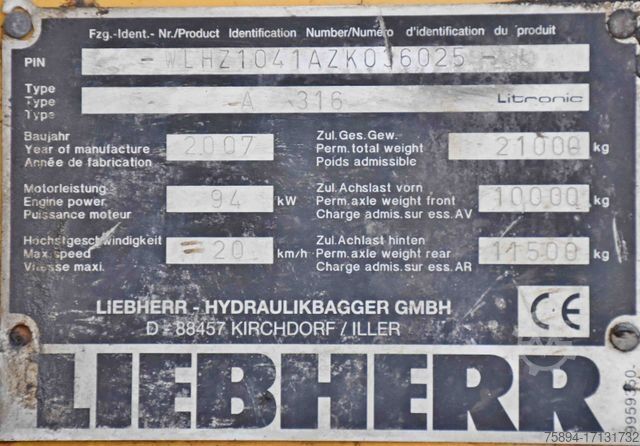 Fzg.-Ident.- Nr./Product Identification Number/Numéro d'identification du produit
PIN - WLHZ1041AZK036025 -
Type
Type A 316 Litronic
Type
Baujahr Zul.Ges.Gew.
Year of manufacture 2007 Perm.total weight 21000 kg
Année de fabrication Poids admissible
Motorleistung Zul.Achslast vorn
Engine power 94 kW Perm.axle weight front 10000 kg
Puissance moteur Charge admis.sur ess.AV
Höchstgeschwindigkeit Zul.Achlast hinten
Max.speed 20 km/h Perm.axle weight rear 11500 kg
Vitesse maxi. Charge admis.sur ess.AR
LIEBHERR - HYDRAULIKBAGGER GMBH
D - 88457 KIRCHDORF / ILLER
CE
LIEBHERR
75894-17131732